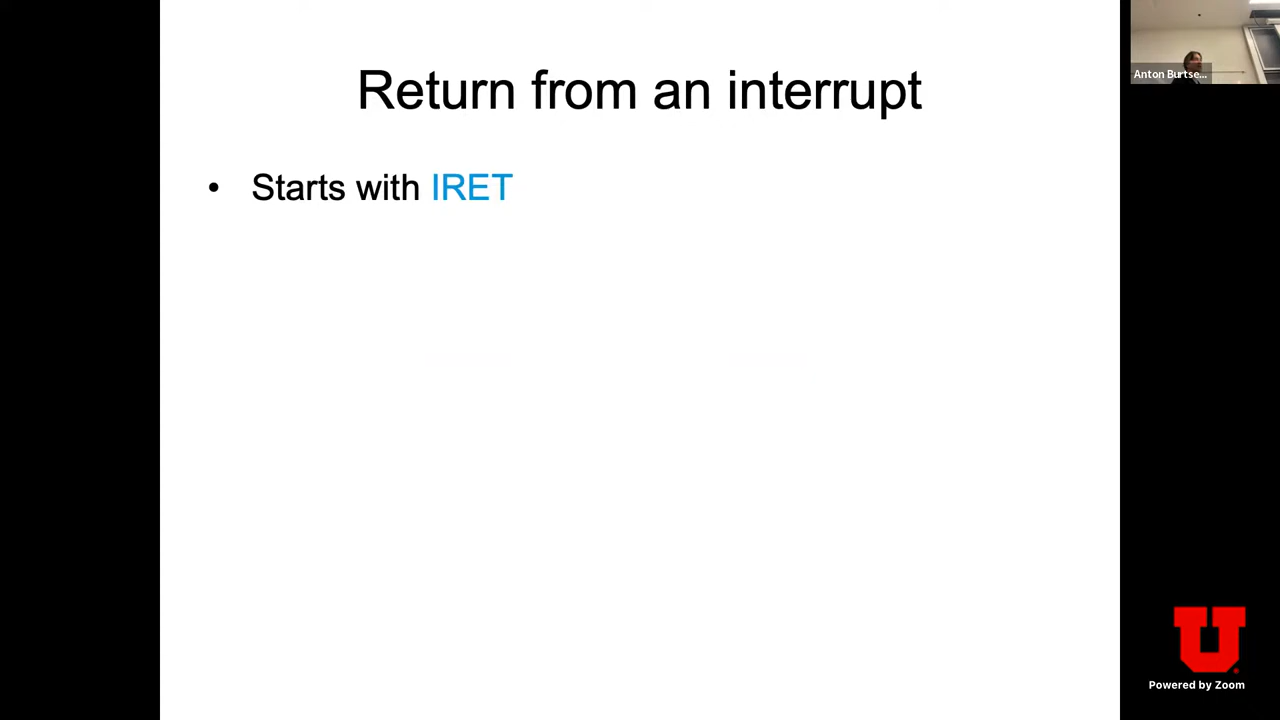 Return from an interrupt
• Starts with IRET
Anton Burtse...
U
Powered by Zoom